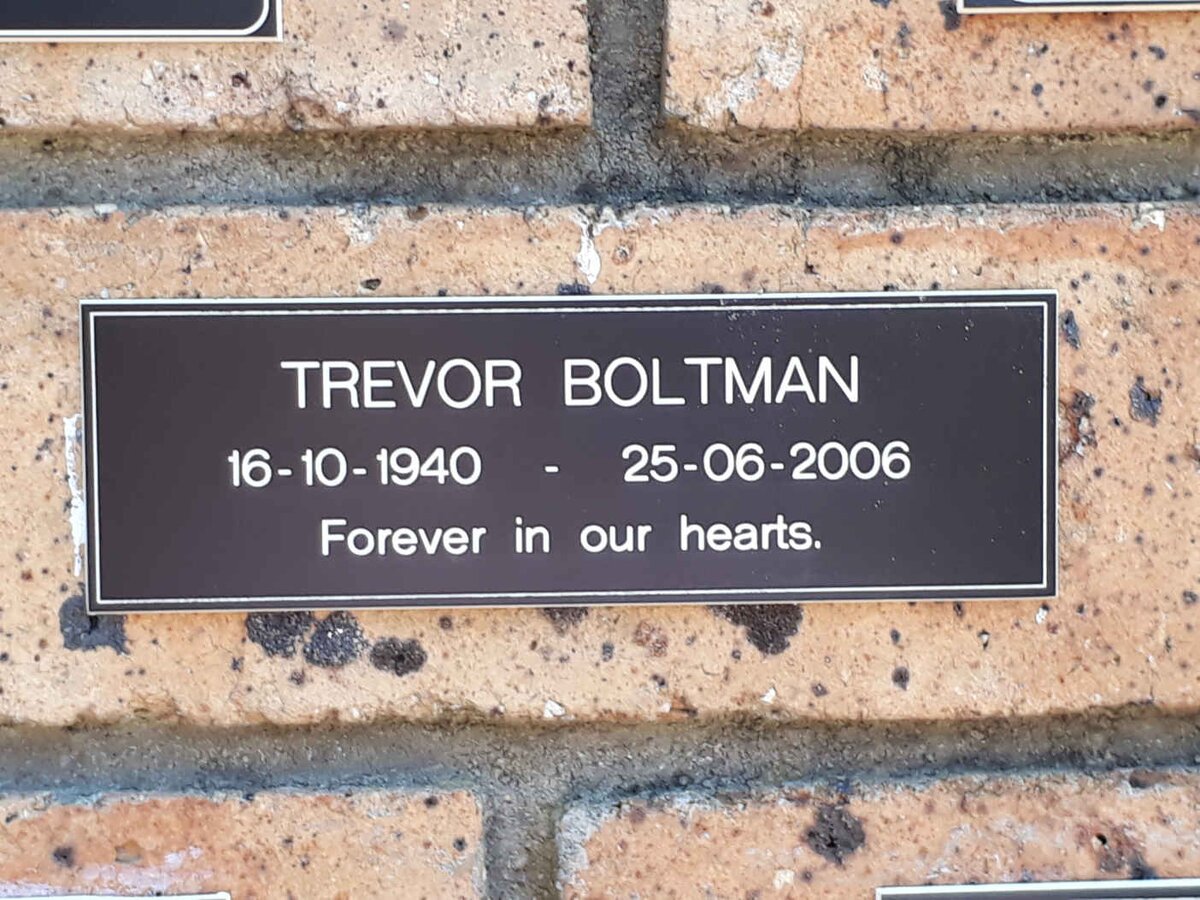 TREVOR BOLTMAN
16-10-1940 - 25-06-2006
Forever in our hearts.